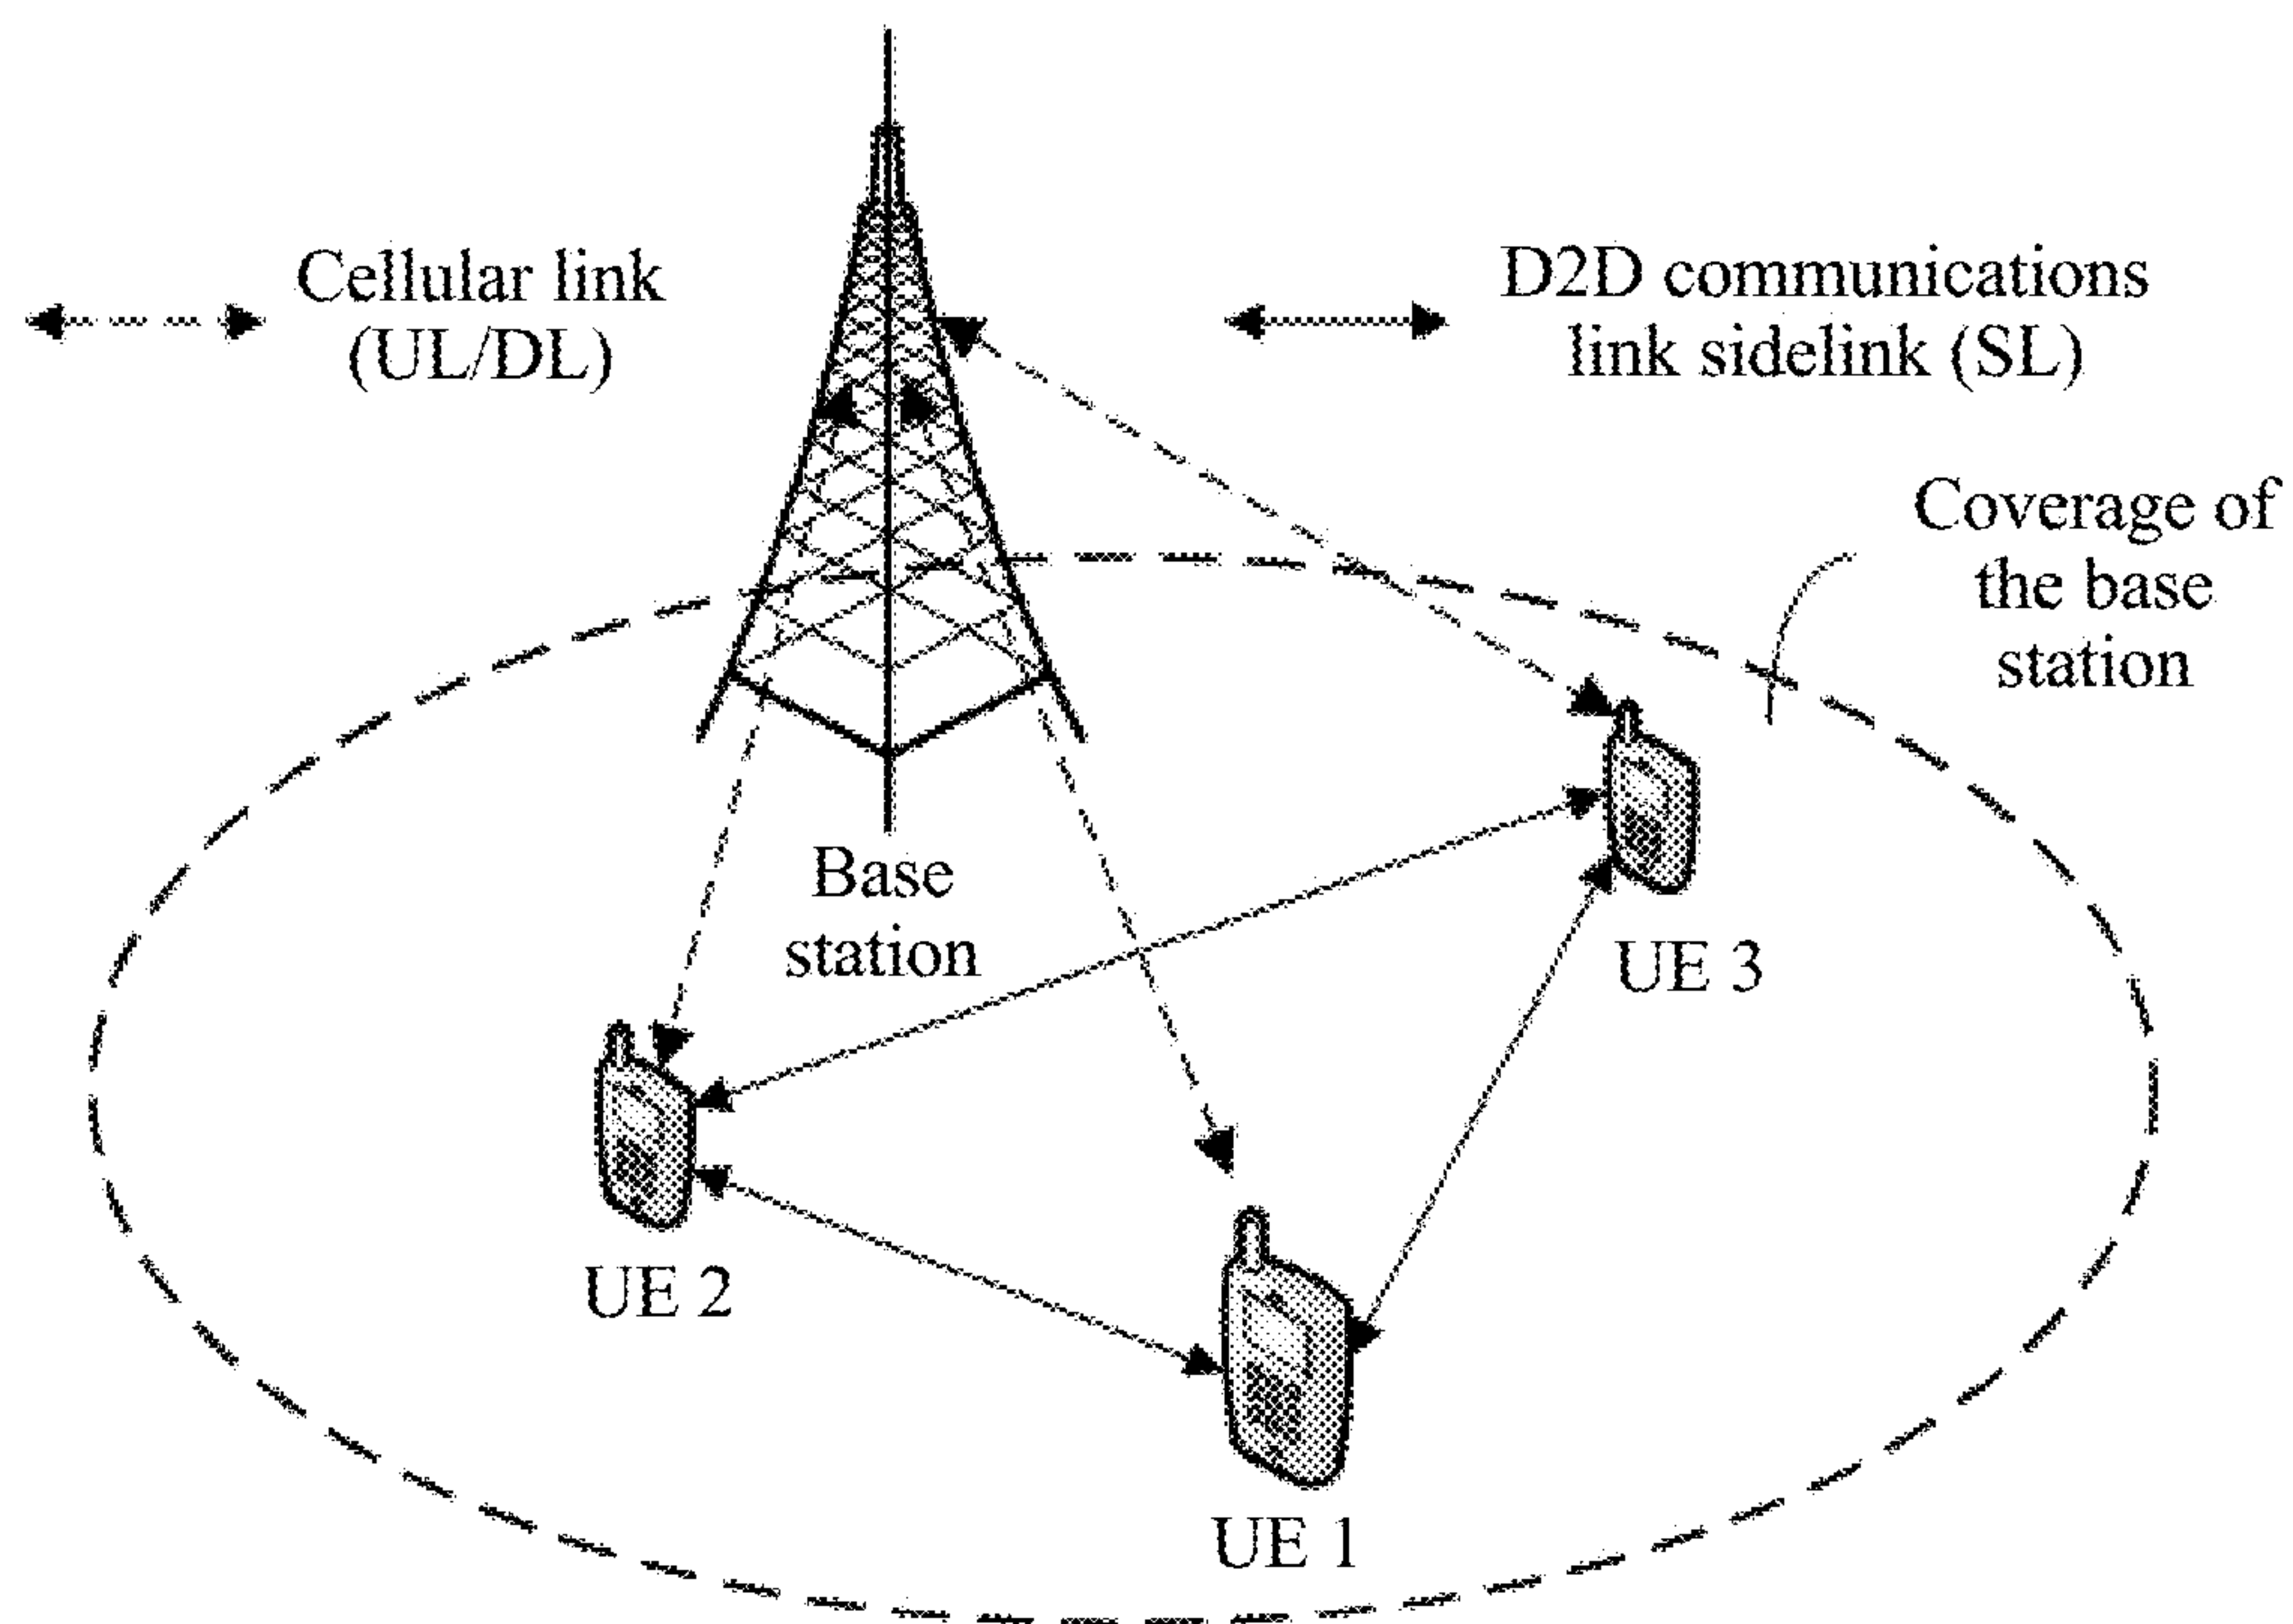 Cellular link
(UL/DL)
D2D communications
link sidelink (SL)
Coverage of
the base
station
Base
station
UE 3
UE 2
UE 1